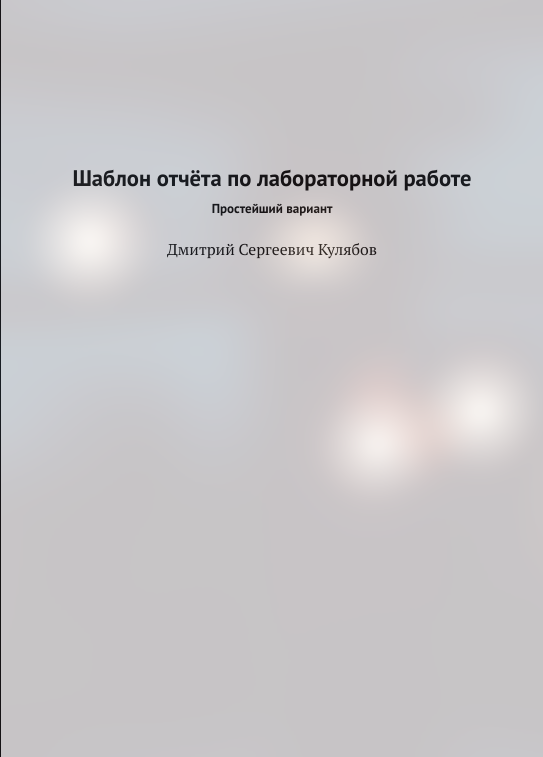 Шаблон отчёта по лабораторной работе
Простейший вариант
Дмитрий Сергеевич Кулябов